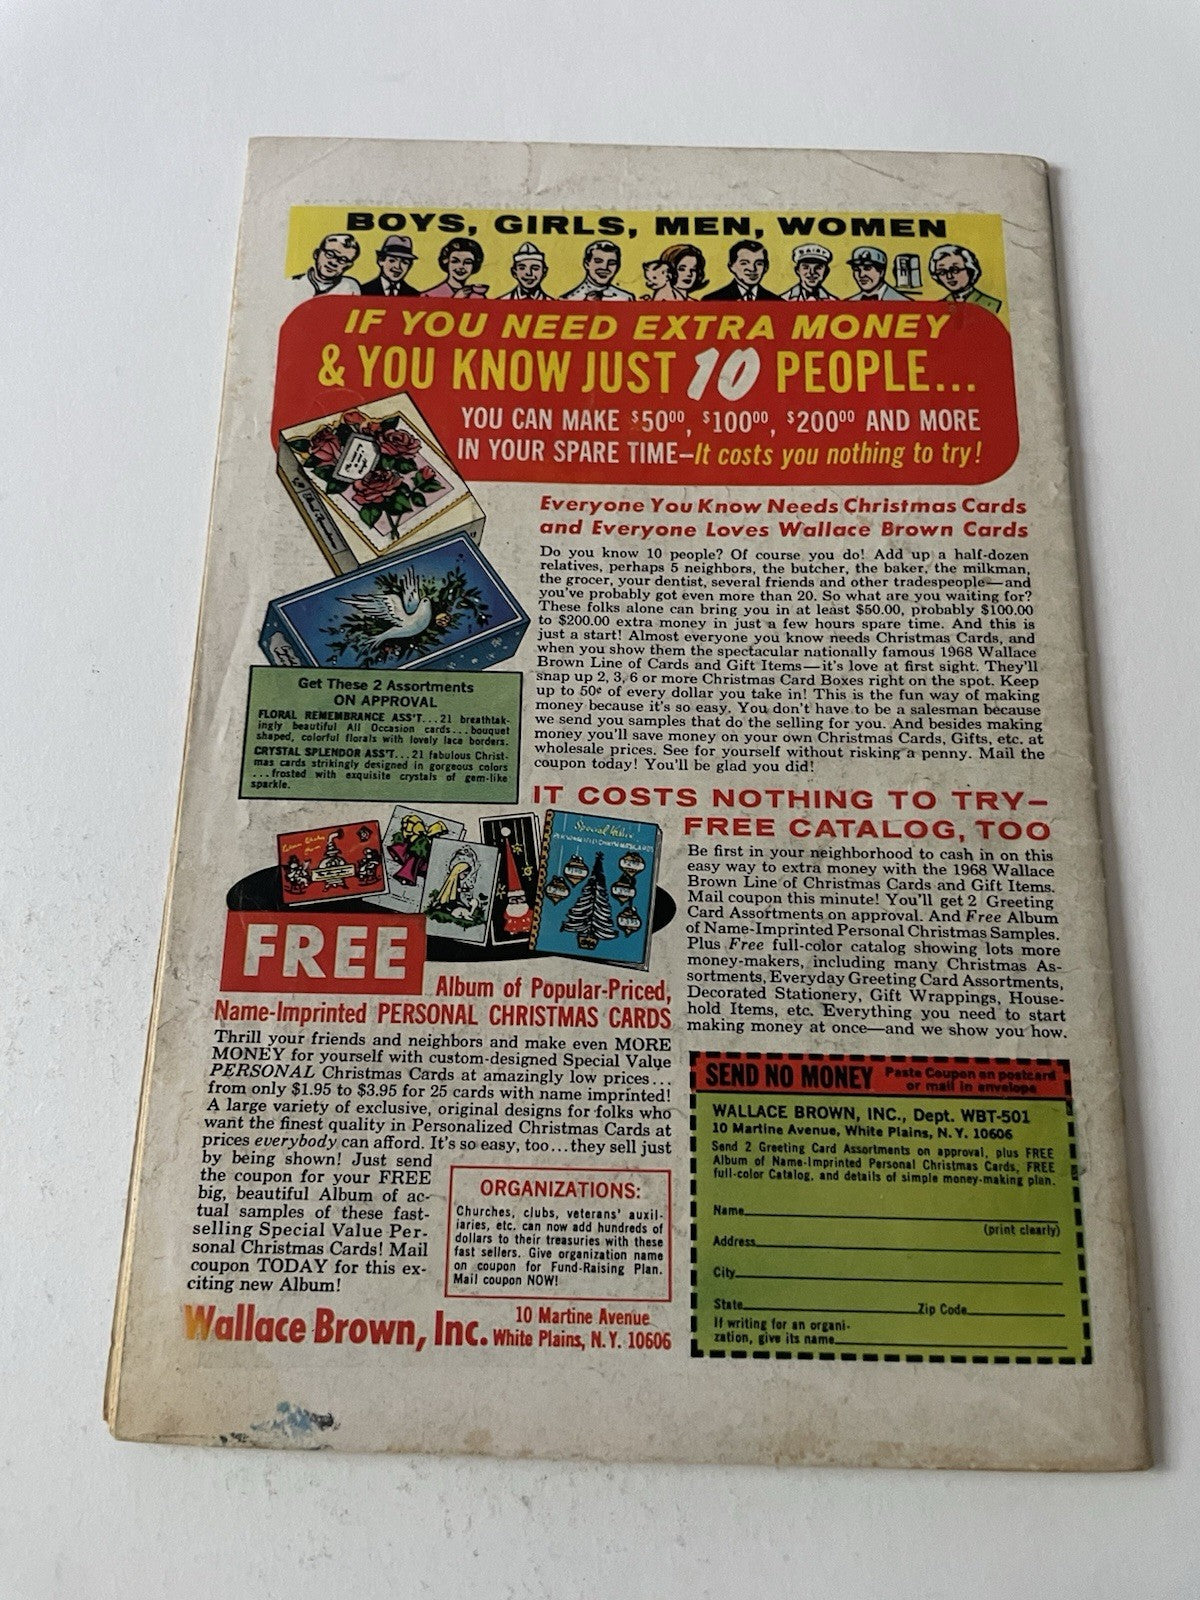 BOYS, GIRLS, MEN, WOMEN
DAIRY
IF YOU NEED EXTRA MONEY
& YOU KNOW JUST 10 PEOPLE...
YOU CAN MAKE $50⁰⁰, $100⁰⁰, $200⁰⁰ AND MORE
IN YOUR SPARE TIME—It costs you nothing to try!
Everyone You Know Needs Christmas Cards
and Everyone Loves Wallace Brown Cards
Do you know 10 people? Of course you do! Add up a half-dozen
relatives, perhaps 5 neighbors, the butcher, the baker, the milkman,
the grocer, your dentist, several friends and other tradespeople—and
you've probably got even more than 20. So what are you waiting for?
These folks alone can bring you in at least $50.00, probably $100.00
to $200.00 extra money in just a few hours spare time. And this is
just a start! Almost everyone you know needs Christmas Cards, and
when you show them the spectacular nationally famous 1968 Wallace
Brown Line of Cards and Gift Items—it's love at first sight. They'll
snap up 2, 3, 6 or more Christmas Card Boxes right on the spot. Keep
up to 50¢ of every dollar you take in! This is the fun way of making
money because it's so easy. You don't have to be a salesman because
we send you samples that do the selling for you. And besides making
money you'll save money on your own Christmas Cards, Gifts, etc. at
wholesale prices. See for yourself without risking a penny. Mail the
coupon today! You'll be glad you did!
Get These 2 Assortments
ON APPROVAL
FLORAL REMEMBRANCE ASS'T...21 breathtak-
ingly beautiful All Occasion cards...bouquet
shaped, colorful florals with lovely lace borders.
CRYSTAL SPLENDOR ASS'T...21 fabulous Christ-
mas cards strikingly designed in gorgeous colors
...frosted with exquisite crystals of gem-like
sparkle.
IT COSTS NOTHING TO TRY—
FREE CATALOG, TOO
Be first in your neighborhood to cash in on this
easy way to extra money with the 1968 Wallace
Brown Line of Christmas Cards and Gift Items.
Mail coupon this minute! You'll get 2 Greeting
Card Assortments on approval. And Free Album
of Name-Imprinted Personal Christmas Samples.
Plus Free full-color catalog showing lots more
money-makers, including many Christmas As-
sortments, Everyday Greeting Card Assortments,
Decorated Stationery, Gift Wrappings, House-
hold Items, etc. Everything you need to start
making money at once—and we show you how.
Special Value
PERSONALIZED CHRISTMAS CARDS
FREE
Album of Popular-Priced,
Name-Imprinted PERSONAL CHRISTMAS CARDS
Thrill your friends and neighbors and make even MORE
MONEY for yourself with custom-designed Special Value
PERSONAL Christmas Cards at amazingly low prices...
from only $1.95 to $3.95 for 25 cards with name imprinted!
A large variety of exclusive, original designs for folks who
want the finest quality in Personalized Christmas Cards at
prices everybody can afford. It's so easy, too...they sell just
by being shown! Just send
the coupon for your FREE
big, beautiful Album of ac-
tual samples of these fast-
selling Special Value Per-
sonal Christmas Cards! Mail
coupon TODAY for this ex-
citing new Album!
ORGANIZATIONS:
Churches, clubs, veterans' auxil-
iaries, etc. can now add hundreds of
dollars to their treasuries with these
fast sellers. Give organization name
on coupon for Fund-Raising Plan.
Mail coupon NOW!
Wallace Brown, Inc. 10 Martine Avenue
White Plains, N.Y. 10606
SEND NO MONEY Paste Coupon on postcard
or mail in envelope
WALLACE BROWN, INC., Dept. WBT-501
10 Martine Avenue, White Plains, N.Y. 10606
Send 2 Greeting Card Assortments on approval, plus FREE
Album of Name-Imprinted Personal Christmas Cards, FREE
full-color Catalog, and details of simple money-making plan.
Name
(print clearly)
Address
City
State Zip Code
If writing for an organi-
zation, give its name